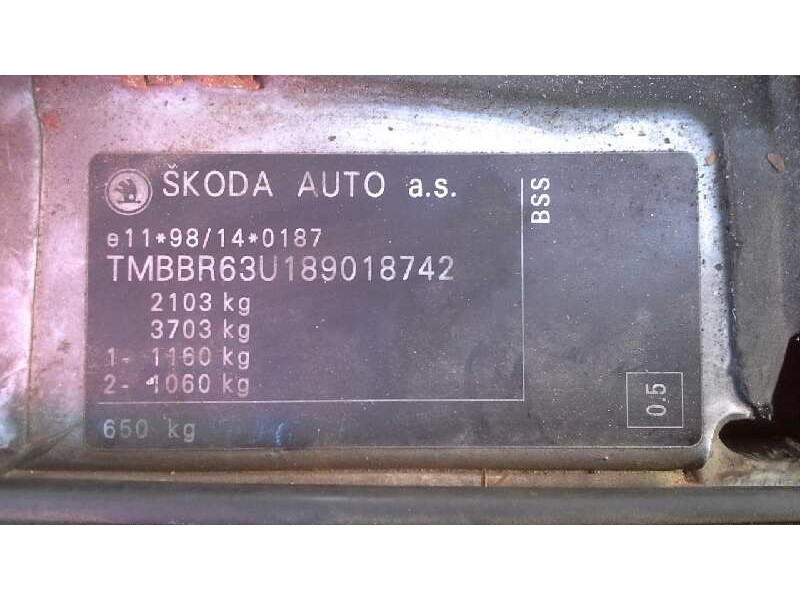 ŠKODA AUTO a.s.
BSS
e11*98/14*0187
TMBBR63U189018742
2103 kg
3703 kg
1- 1160 kg
2- 1060 kg
0.5
650 kg